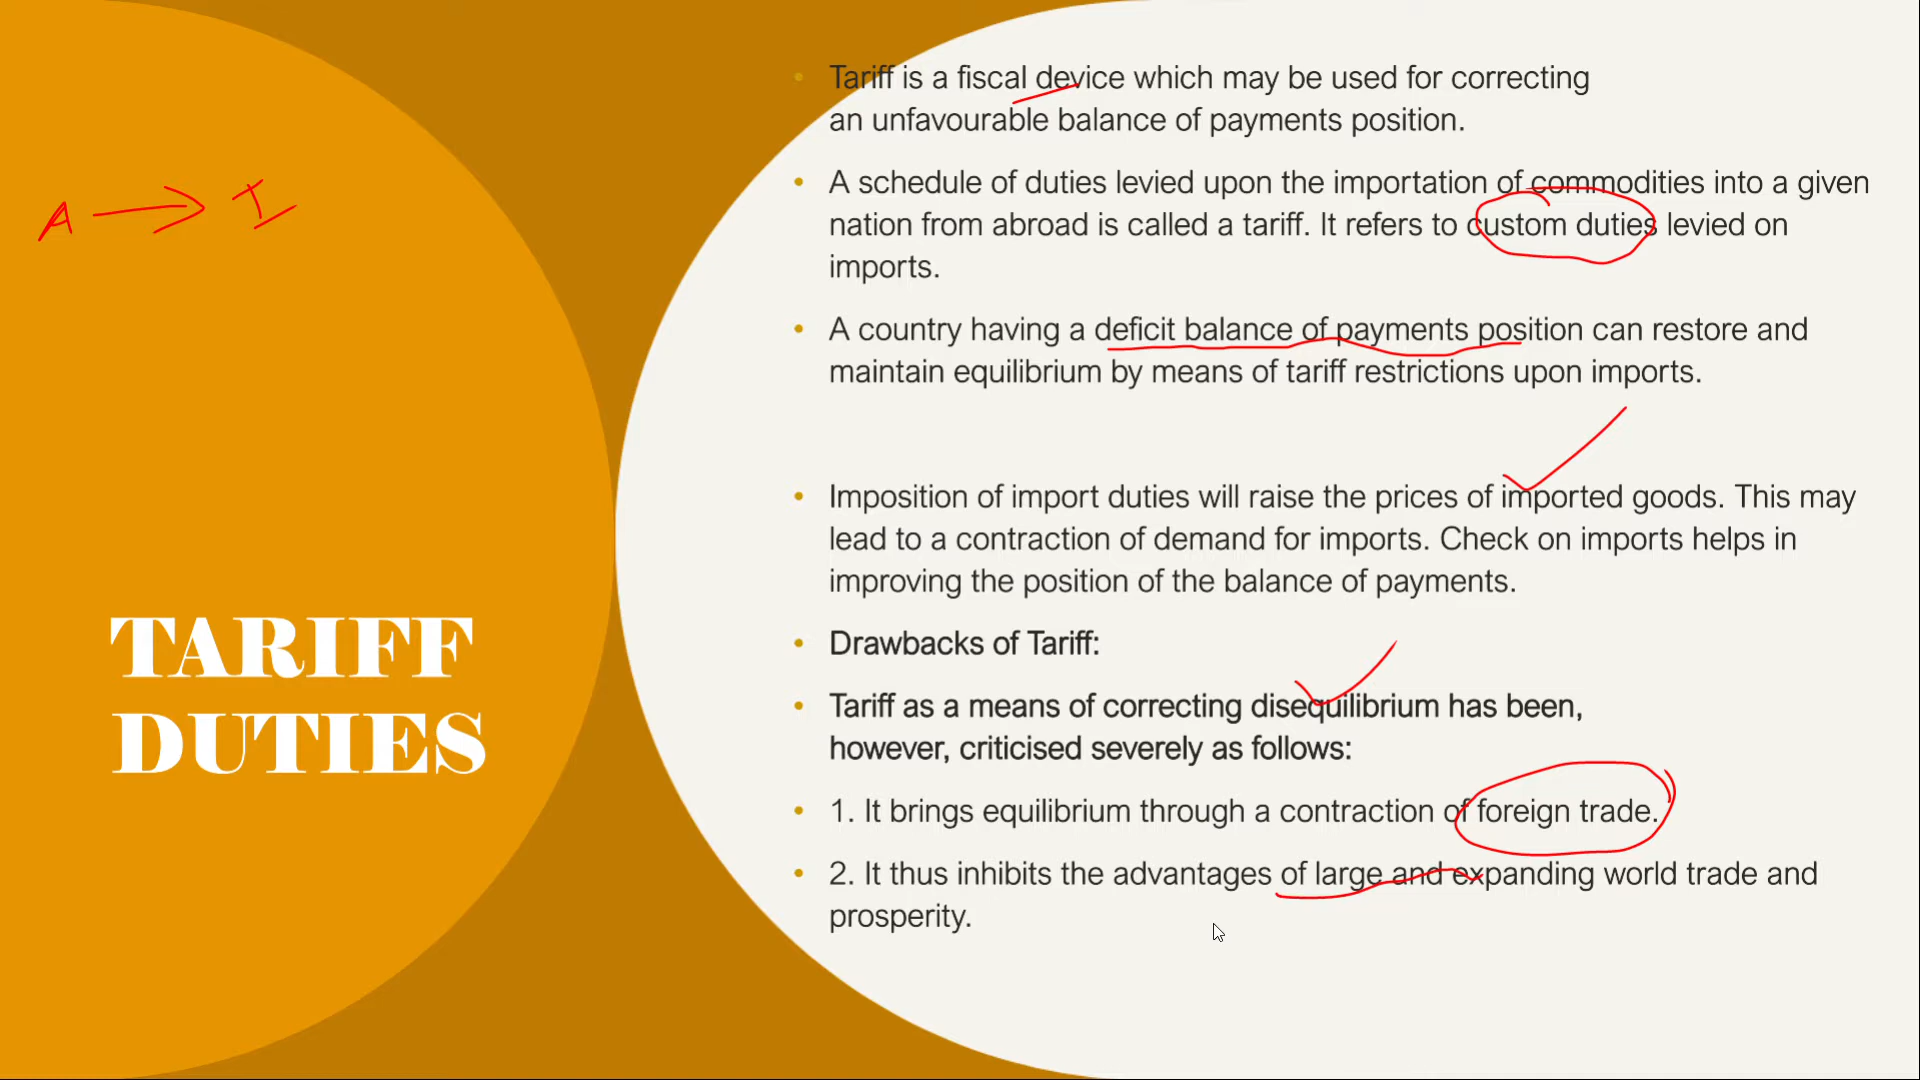 A → I
TARIFF
DUTIES
• Tariff is a fiscal device which may be used for correcting
an unfavourable balance of payments position.
• A schedule of duties levied upon the importation of commodities into a given
nation from abroad is called a tariff. It refers to custom duties levied on
imports.
• A country having a deficit balance of payments position can restore and
maintain equilibrium by means of tariff restrictions upon imports.
• Imposition of import duties will raise the prices of imported goods. This may
lead to a contraction of demand for imports. Check on imports helps in
improving the position of the balance of payments.
• Drawbacks of Tariff:
• Tariff as a means of correcting disequilibrium has been,
however, criticised severely as follows:
• 1. It brings equilibrium through a contraction of foreign trade.
• 2. It thus inhibits the advantages of large and expanding world trade and
prosperity.